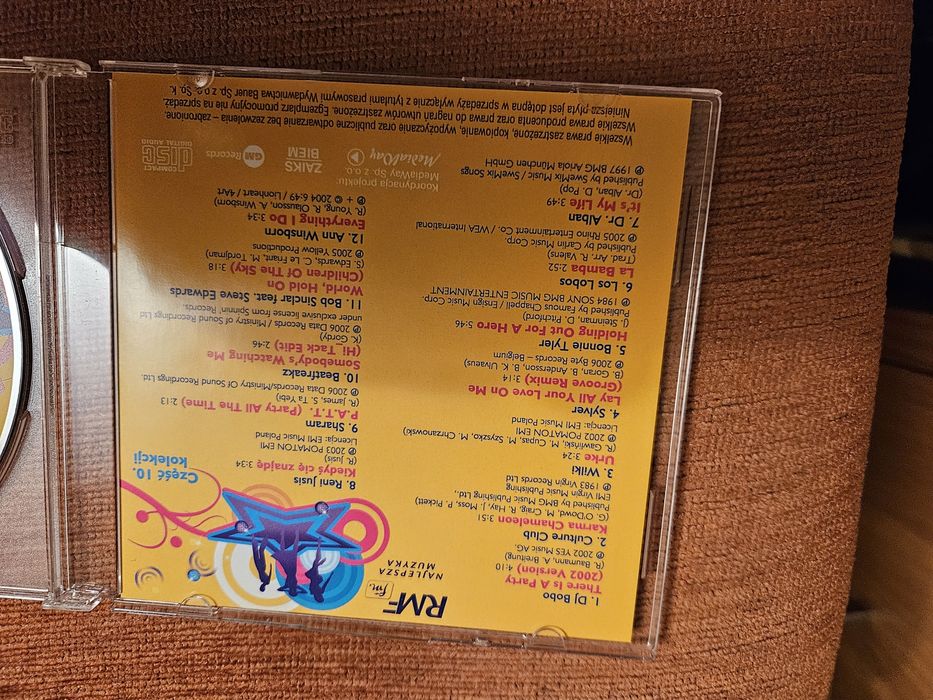 RMF
fm
NAJLEPSZA
MUZYKA
1. DJ Bobo
There Is A Party
(2002 Version) 4:10
(R. Baumann, A. Breitung)
℗ 2002 YES Music AG.
2. Culture Club
Karma Chameleon 3:51
(G. O'Dowd, M. Craig, R. Hay, J. Moss, P. Pickett)
Published by BMG Music Publishing Ltd.,
EMI Virgin Publishing
℗ 1983 Virgin Records Ltd
3. Wilki
Urke 3:24
(R. Gawliński, M. Cupas, M. Szyszko, M. Chrzanowski)
℗ 2002 POMATON EMI
Licencja: EMI Music Poland
4. Sylver
Lay All Your Love On Me
(Groove Remix) 3:14
(B. Goran, B. Andersson, B. K. Ulvaeus)
℗ 2006 Byte Records - Belgium
5. Bonnie Tyler
Holding Out For A Hero 5:46
(J. Steinman, D. Pitchford)
Published by Famous Music / Ensign / Chappell Music Corp.
℗ 1984 SONY BMG MUSIC ENTERTAINMENT
6. Los Lobos
La Bamba 2:52
(Trad. Arr. R. Valens)
Published by Carlin Music Corp.
℗ 2005 Rhino Entertainment Co. / WEA International
7. Dr. Alban
It's My Life 3:49
(Dr. Alban, D. Pop)
Published by SweMix Music / SweMix Songs
℗ 1997 BMG Ariola München GmbH
Część 10.
kolekcji
8. Reni Jusis
Kiedyś cię znajdę 3:34
(R. Jusis)
℗ 2003 POMATON EMI
Licencja: EMI Music Poland
9. Sharam
P.A.T.T. (Party All The Time) 2:13
(R. James, S. Ta Yebi)
℗ 2006 Data Records/Ministry Of Sound Recordings Ltd.
10. Beatfreakz
Somebody's Watching Me
(Hi Tack Edit) 2:46
(K. Gordy)
℗ 2006 Data Records / Ministry of Sound Recordings Ltd
under exclusive license from Spinnin' Records
11. Bob Sinclar feat. Steve Edwards
World, Hold On
(Children Of The Sky) 3:18
(S. Edwards, C. Le Friant, M. Tordjman)
℗ 2005 Yellow Productions
12. Ann Winsborn
Everything I Do 3:34
(R. Young, R. Olausson, A. Winsborn)
℗ + © 2004 6:49 / Lionheart / 4Art
Koordynacja projektu:
MediaWay Sp. z o.o.
MediaWay
ZAIKS
BIEM
GM Records
COMPACT
disc
DIGITAL AUDIO
Wszelkie prawa zastrzeżone, kopiowanie, wypożyczanie oraz publiczne odtwarzanie bez zezwolenia – zabronione.
Wszelkie prawa producenta oraz prawa do nagrań utworów zastrzeżone. Egzemplarz promocyjny nie na sprzedaż.
Niniejsza płyta jest dostępna w sprzedaży wyłącznie z tytułami prasowymi Wydawnictwa Bauer Sp. z o.o. Sp. K.